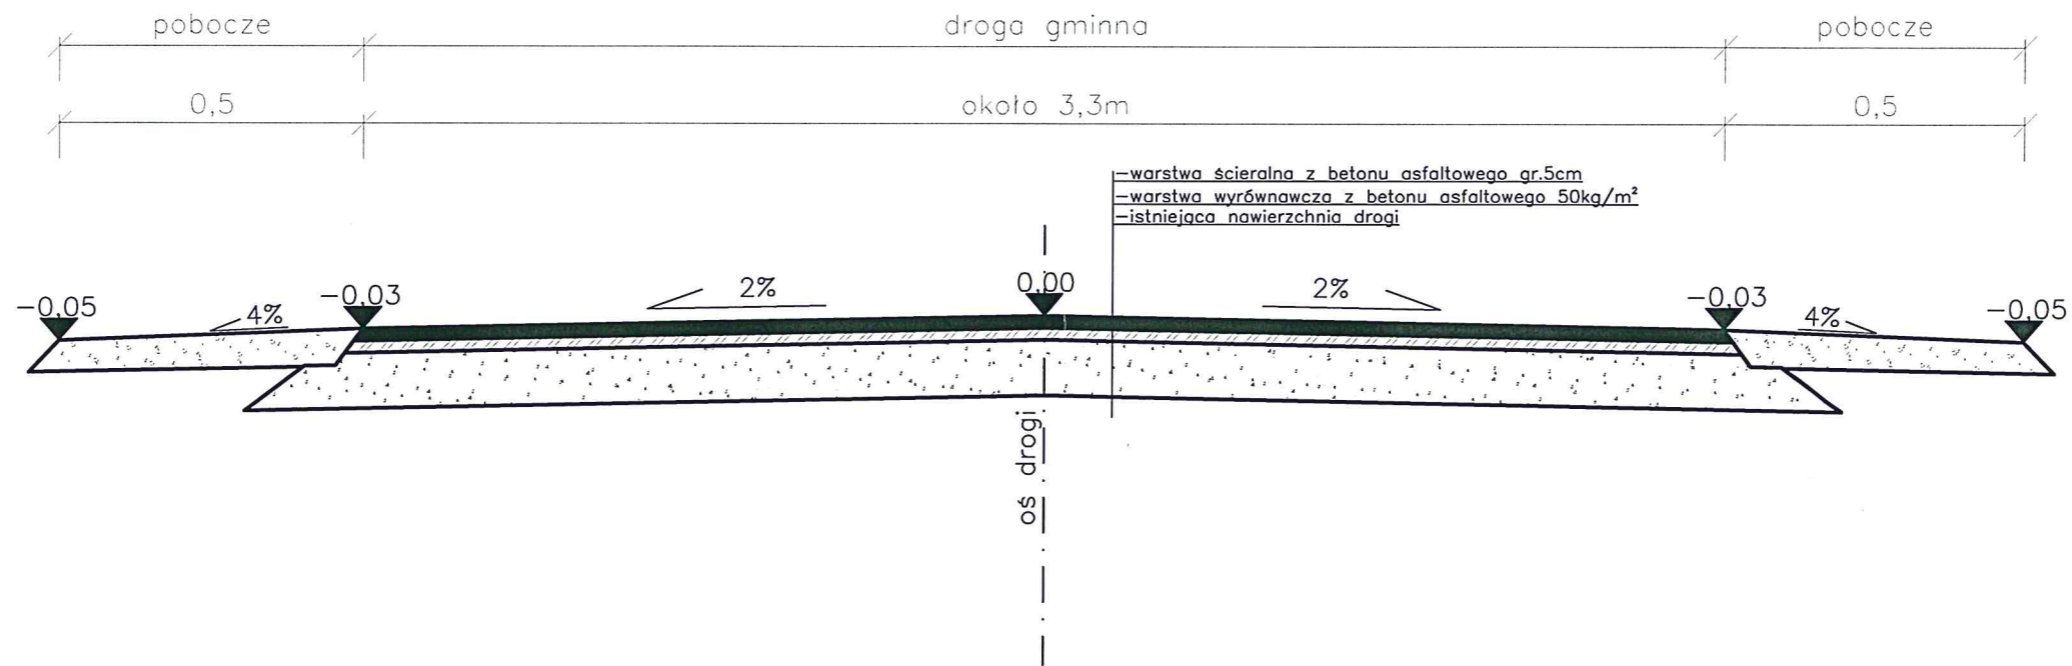 pobocze droga gminna pobocze
0,5 około 3,3m 0,5
-warstwa ścieralna z betonu asfaltowego gr.5cm
-warstwa wyrównawcza z betonu asfaltowego 50kg/m²
-istniejąca nawierzchnia drogi
-0,05 4% -0,03 2% 0,00 2% -0,03 4% -0,05
oś drogi